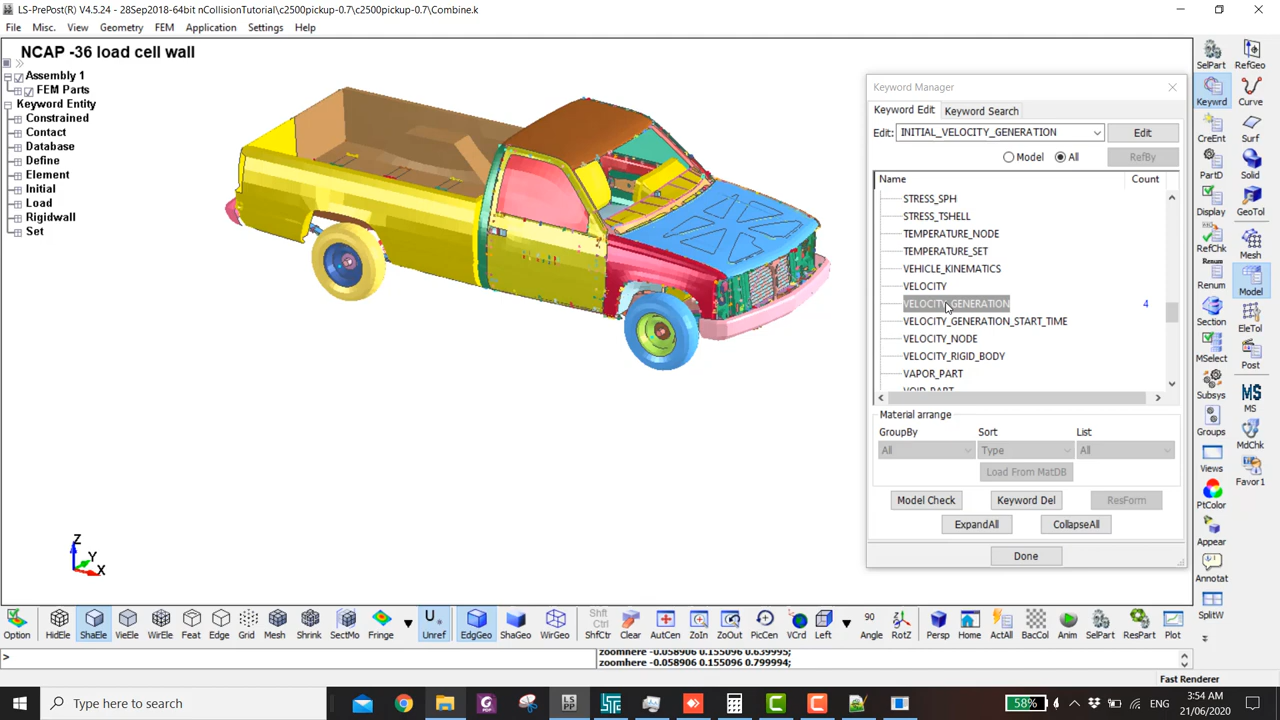 LS-PrePost(R) V4.5.24 - 28Sep2018-64bit nCollisionTutorial\c2500pickup-0.7\c2500pickup-0.7\Combine.k
File Misc. View Geometry FEM Application Settings Help
NCAP -36 load cell wall
Assembly 1
FEM Parts
Keyword Entity
Constrained
Contact
Database
Define
Element
Initial
Load
Rigidwall
Set
Keyword Manager
Keyword Edit Keyword Search
Edit: INITIAL_VELOCITY_GENERATION Edit
Model All RefBy
Name Count
STRESS_SPH
STRESS_TSHELL
TEMPERATURE_NODE
TEMPERATURE_SET
VEHICLE_KINEMATICS
VELOCITY
VELOCITY_GENERATION 4
VELOCITY_GENERATION_START_TIME
VELOCITY_NODE
VELOCITY_RIGID_BODY
VAPOR_PART
VOID_PART
Material arrange
GroupBy Sort List
All Type All
Load From MatDB
Model Check Keyword Del ResForm
ExpandAll CollapseAll
Done
SelPart RefGeo
Keywrd Curve
CreEnt Surf
PartD Solid
Display GeoTol
RefChk Mesh
Renum
Renum Model
Section EleTol
MSelect Post
Subsys MS
MS
Groups MdChk
Views Favor1
PtColor
Appear
Annotat
SplitW
Z
Y
X
Option HidEle ShaEle VieEle WirEle Feat Edge Grid Mesh Shrink SectMo Fringe Unref EdgGeo ShaGeo WirGeo ShfCtr Clear AutCen ZoIn ZoOut PicCen VCrd Left Angle RotZ Persp Home ActAll BacCol Anim SelPart ResPart Plot
U.
Shft
Ctrl
90
>
zoomhere -0.058906 0.155096 0.639995;
zoomhere -0.058906 0.155096 0.799994;
Fast Renderer
Type here to search
LS
PP
58%
ENG
3:54 AM
21/06/2020